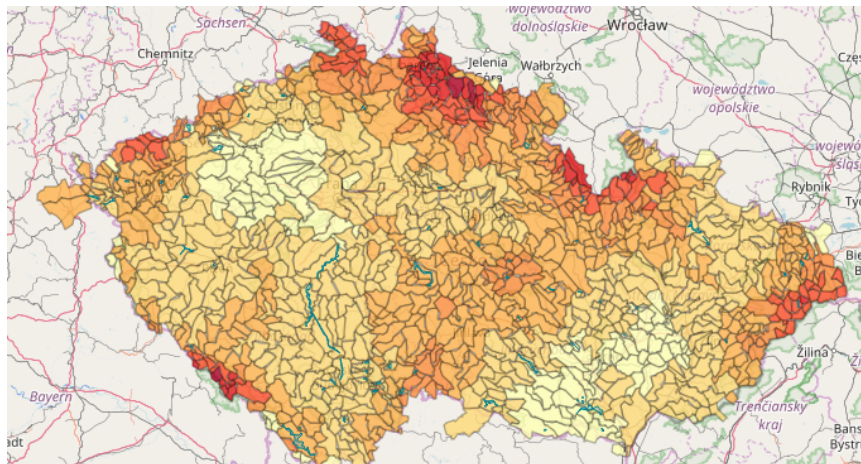 województwo
dolnośląskie
Sachsen
Wrocław
Chemnitz
Jelenia
Góra
Wałbrzych
województwo
opolskie
Rybnik
Žilina
Bayern
Trenčiansky
kraj